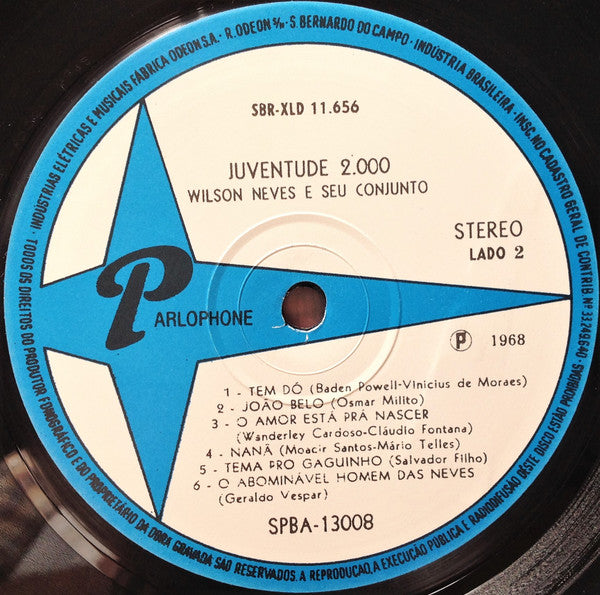 INDUSTRIAS ELÉTRICAS E MUSICAIS FÁBRICA ODEON S.A. - R. ODEON s/n - S. BERNARDO DO CAMPO - INDÚSTRIA BRASILEIRA - INSC. NO CADASTRO GERAL DE CONTRIB Nº 33249640
SBR-XLD 11.656
JUVENTUDE 2.000
WILSON NEVES E SEU CONJUNTO
STEREO
LADO 2
PARLOPHONE
P 1968
1 - TEM DÓ (Baden Powell-Vinicius de Moraes)
2 - JOÃO BELO (Osmar Milito)
3 - O AMOR ESTÁ PRÁ NASCER
(Wanderley Cardoso-Cláudio Fontana)
4 - NANÃ (Moacir Santos-Mário Telles)
5 - TEMA PRO GAGUINHO (Salvador Filho)
6 - O ABOMINÁVEL HOMEM DAS NEVES
(Geraldo Vespar)
SPBA-13008
TODOS OS DIREITOS DO PRODUTOR FONOGRÁFICO E DO PROPRIETÁRIO DA OBRA GRAVADA SÃO RESERVADOS. A REPRODUÇÃO, A EXECUÇÃO PÚBLICA E RADIODIFUSÃO DESTE DISCO ESTÃO PROIBIDAS